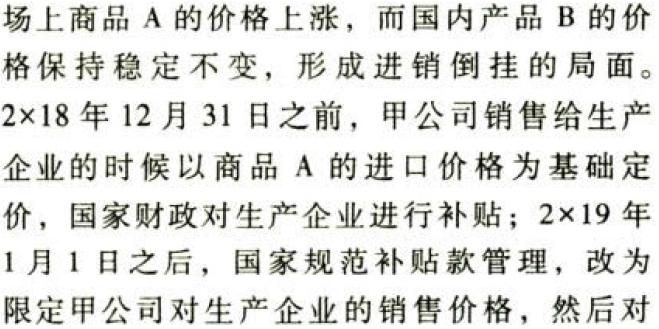 场上商品 A 的价格上涨，而国内产品 B 的价
格保持稳定不变，形成进销倒挂的局面。
2×18 年 12 月 31 日之前，甲公司销售给生产
企业的时候以商品 A 的进口价格为基础定
价，国家财政对生产企业进行补贴；2×19 年
1 月 1 日之后，国家规范补贴款管理，改为
限定甲公司对生产企业的销售价格，然后对